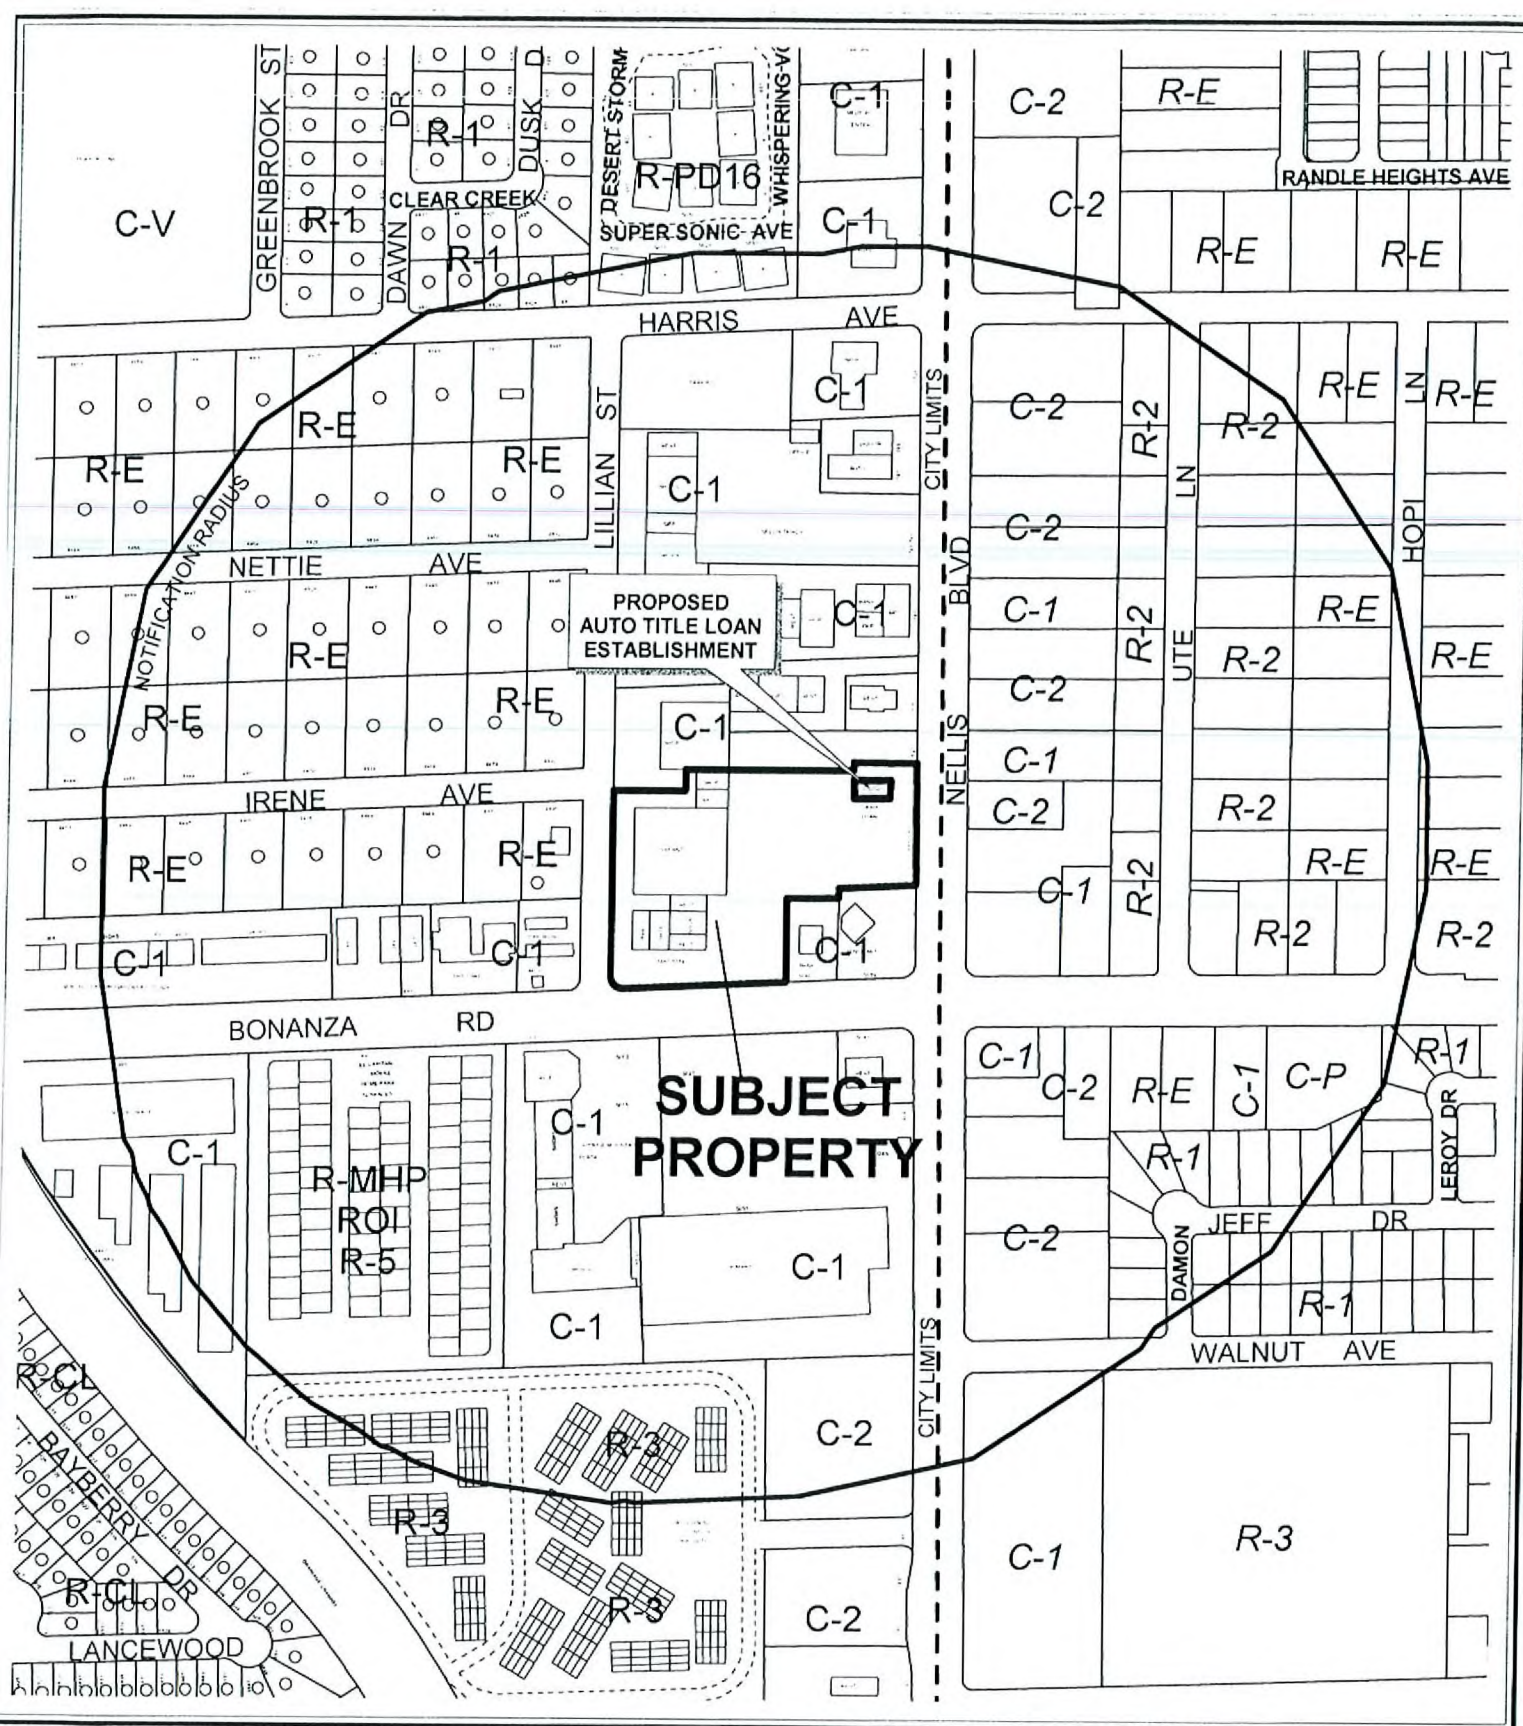 GREENBROOK ST
DR
DAWN
DUSK D
DESERT STORM
WHISPERING
C-1
C-2
R-E
R-1
R-PD16
RANDLE HEIGHTS AVE
CLEAR CREEK
C-V
R-1
R-1
SUPER SONIC AVE
C-1
C-2
R-E
R-E
HARRIS AVE
LILLIAN ST
CITY LIMITS
C-1
C-2
R-2
R-2
R-E
LN
R-E
R-E
R-E
R-E
C-1
UTE LN
HOPI
NOTIFICATION RADIUS
C-2
NETTIE AVE
NELLIS BLVD
PROPOSED
AUTO TITLE LOAN
ESTABLISHMENT
C-1
C-1
R-2
R-E
R-E
R-2
R-E
R-E
R-E
C-1
C-2
C-1
IRENE AVE
C-2
R-2
R-E
R-E
C-1
R-2
R-E
R-E
C-1
C-1
C-1
R-2
R-2
BONANZA RD
C-1
C-2
R-E
C-1
C-P
R-1
LEROY DR
SUBJECT
PROPERTY
C-1
C-1
R-MHP
ROI
R-5
R-1
JEFF DR
DAMON
C-2
C-1
C-1
R-1
CITY LIMITS
WALNUT AVE
R-CL
BAYBERRY DR
R-3
C-2
R-3
C-1
R-3
R-CL
R-3
C-2
LANCEWOOD